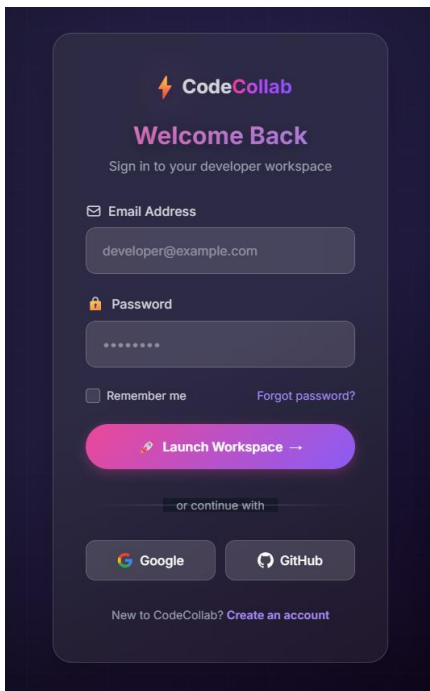 CodeCollab
Welcome Back
Sign in to your developer workspace
Email Address
developer@example.com
Password
••••••••
Remember me Forgot password?
Launch Workspace →
or continue with
Google GitHub
New to CodeCollab? Create an account